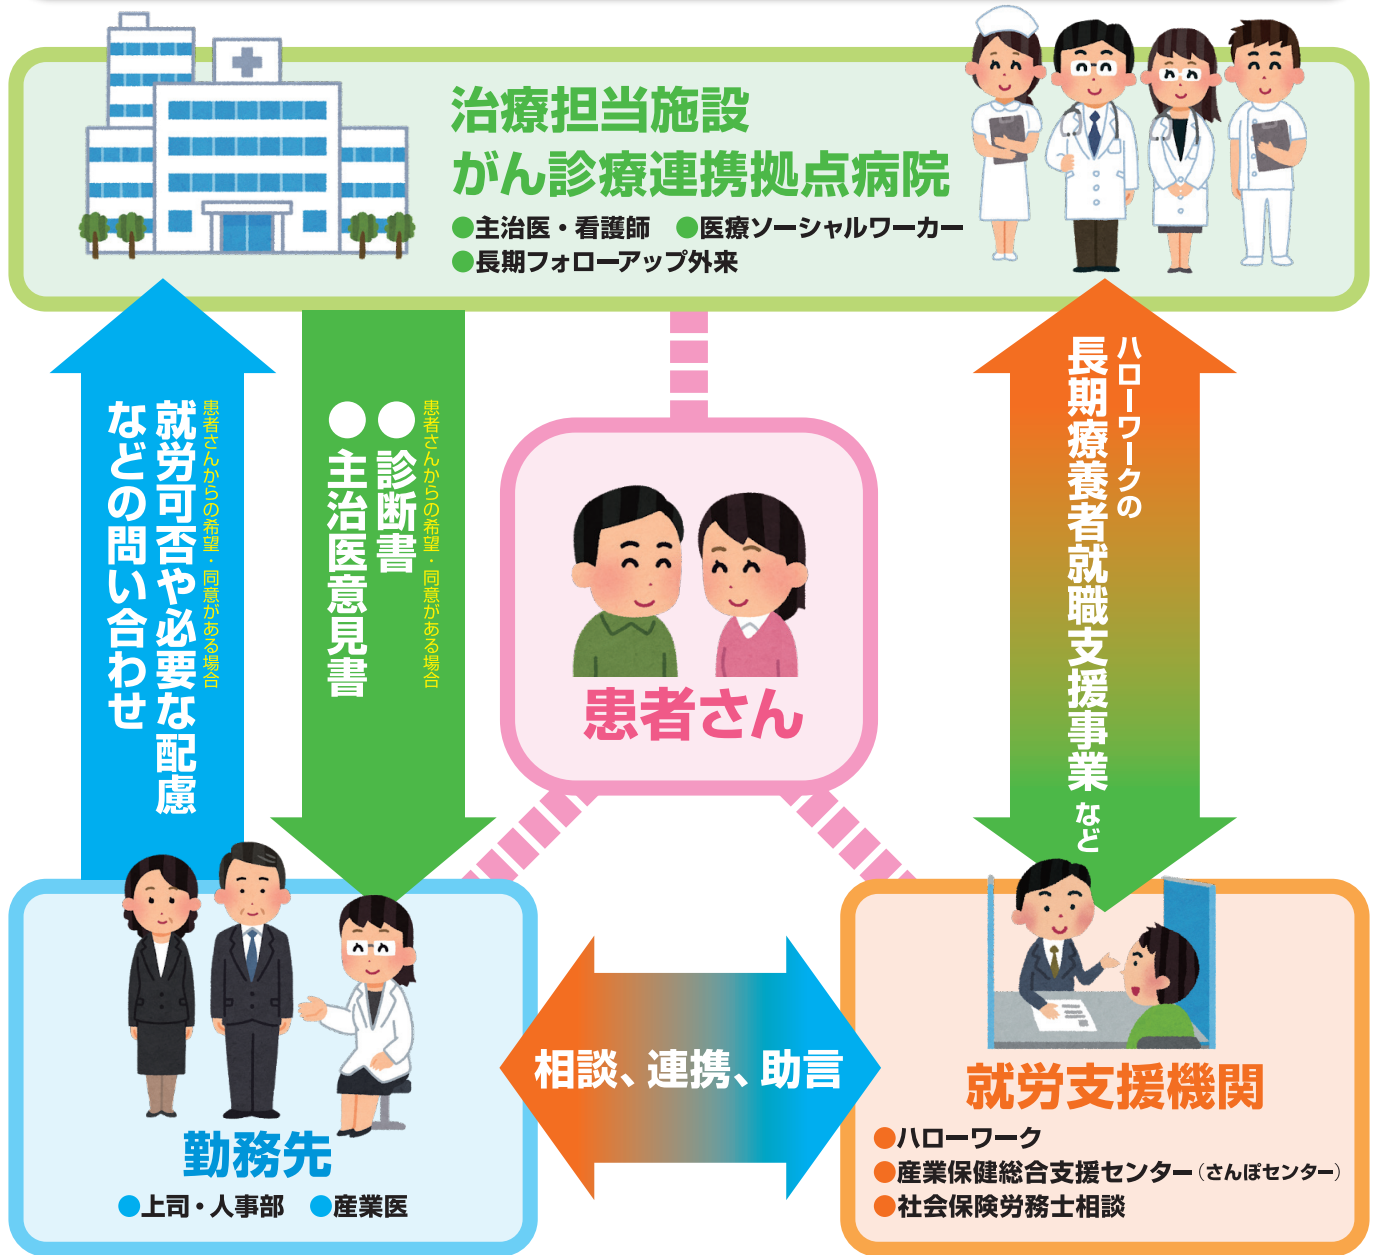 治療担当施設
がん診療連携拠点病院
●主治医・看護師　●医療ソーシャルワーカー
●長期フォローアップ外来
患者さんからの希望・同意がある場合
就労可否や必要な配慮
などの問い合わせ
患者さんからの希望・同意がある場合
●診断書
●主治医意見書
患者さん
ハローワークの
長期療養者就職支援事業 など
勤務先
●上司・人事部　●産業医
相談、連携、助言
就労支援機関
●ハローワーク
●産業保健総合支援センター（さんぽセンター）
●社会保険労務士相談